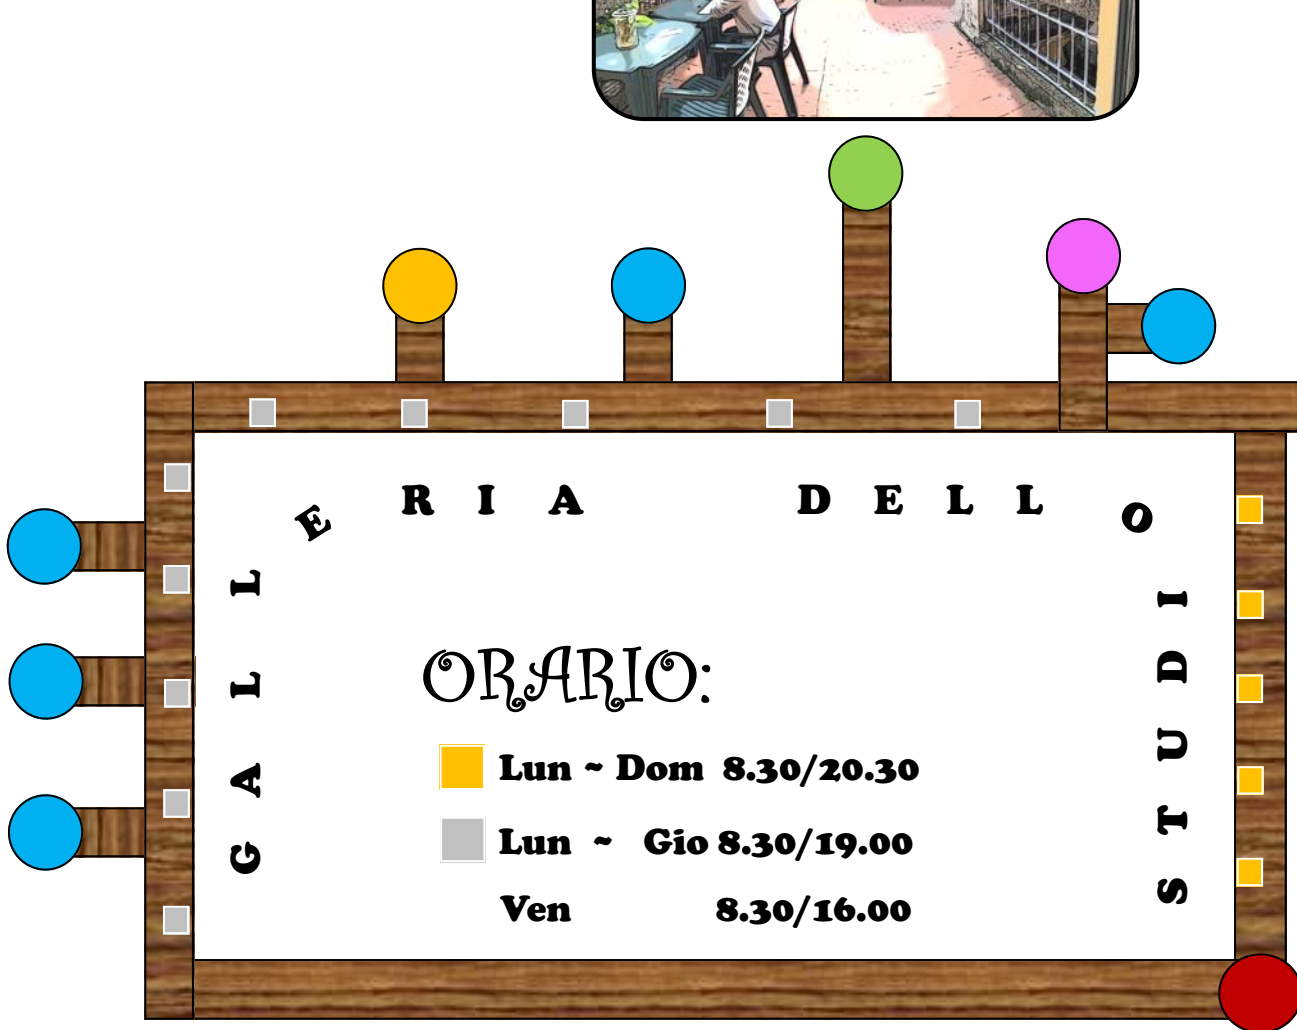 GALLERIA DELLO STUDI
ORARIO:
Lun ~ Dom 8.30/20.30
Lun ~ Gio 8.30/19.00
Ven 8.30/16.00